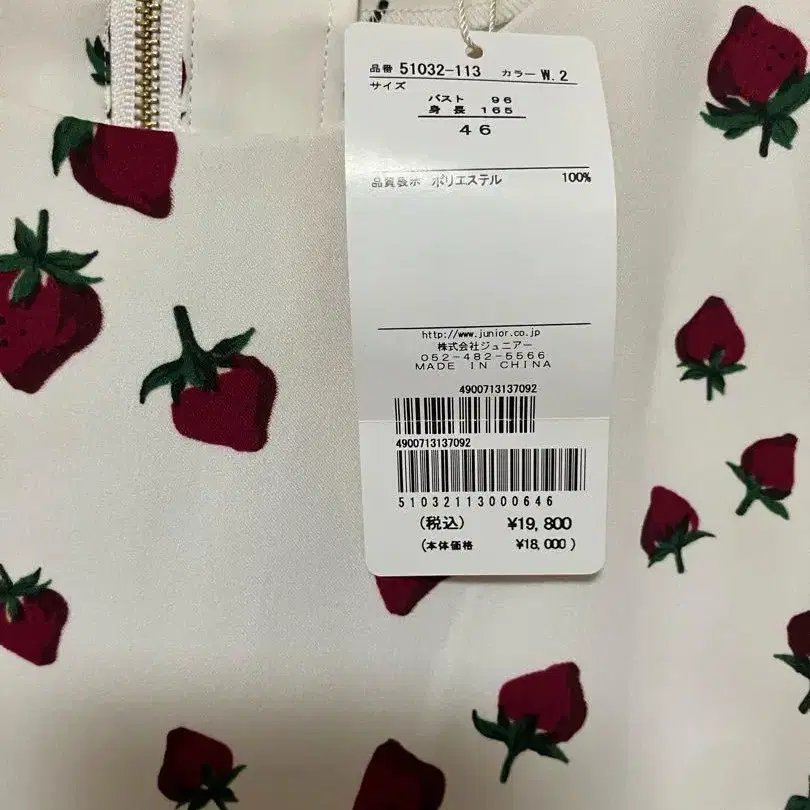 品番 51032-113 カラー W.2
サイズ
バスト 96
身長 165
46
品質表示 ポリエステル 100%
http://www.junior.co.jp
株式会社ジュニアー
052-482-5566
MADE IN CHINA
4900713137092
4900713137092
51032113000646
(税込) ¥19,800
(本体価格 ¥18,000)